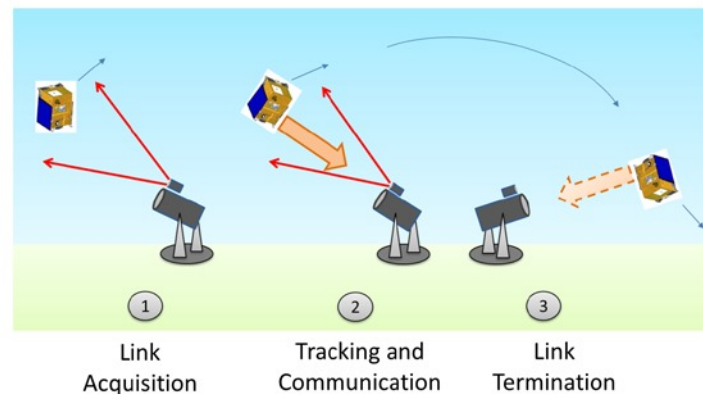 1
2
3
Link
Acquisition
Tracking and
Communication
Link
Termination